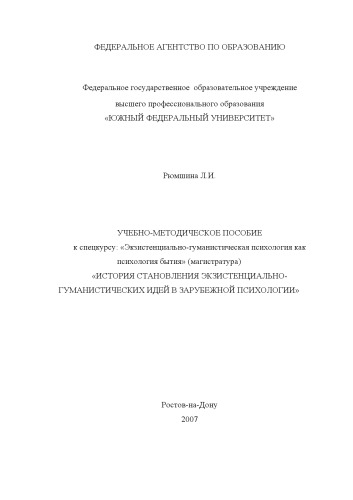 ФЕДЕРАЛЬНОЕ АГЕНТСТВО ПО ОБРАЗОВАНИЮ
Федеральное государственное образовательное учреждение
высшего профессионального образования
«ЮЖНЫЙ ФЕДЕРАЛЬНЫЙ УНИВЕРСИТЕТ»
Рюмшина Л.И.
УЧЕБНО-МЕТОДИЧЕСКОЕ ПОСОБИЕ
к спецкурсу: «Экзистенциально-гуманистическая психология как
психология бытия» (магистратура)
«ИСТОРИЯ СТАНОВЛЕНИЯ ЭКЗИСТЕНЦИАЛЬНО-
ГУМАНИСТИЧЕСКИХ ИДЕЙ В ЗАРУБЕЖНОЙ ПСИХОЛОГИИ»
Ростов-на-Дону
2007